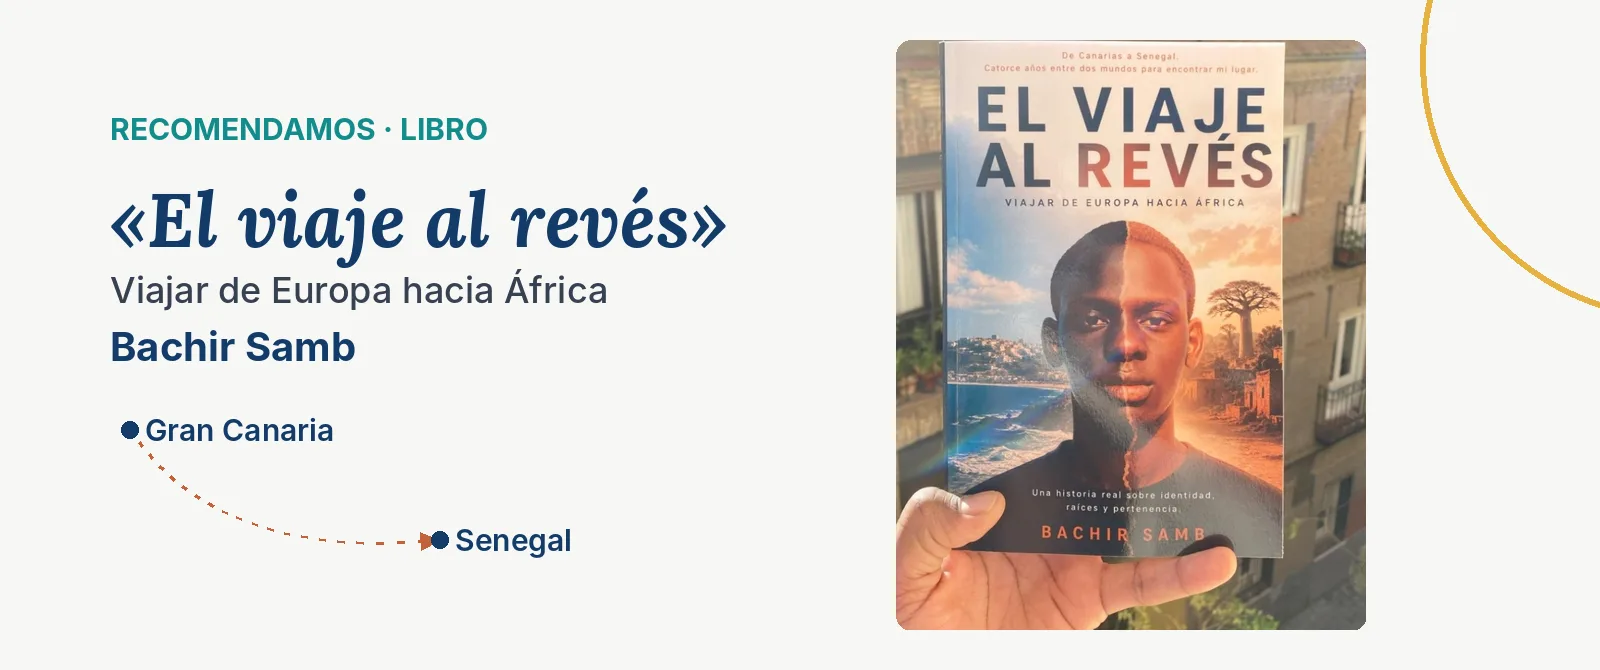 RECOMENDAMOS · LIBRO
«El viaje al revés»
Viajar de Europa hacia África
Bachir Samb
Gran Canaria
Senegal
De Canarias a Senegal.
Catorce años entre dos mundos para encontrar mi lugar.
EL VIAJE
AL REVÉS
VIAJAR DE EUROPA HACIA ÁFRICA
Una historia real sobre identidad,
raíces y pertenencia.
BACHIR SAMB